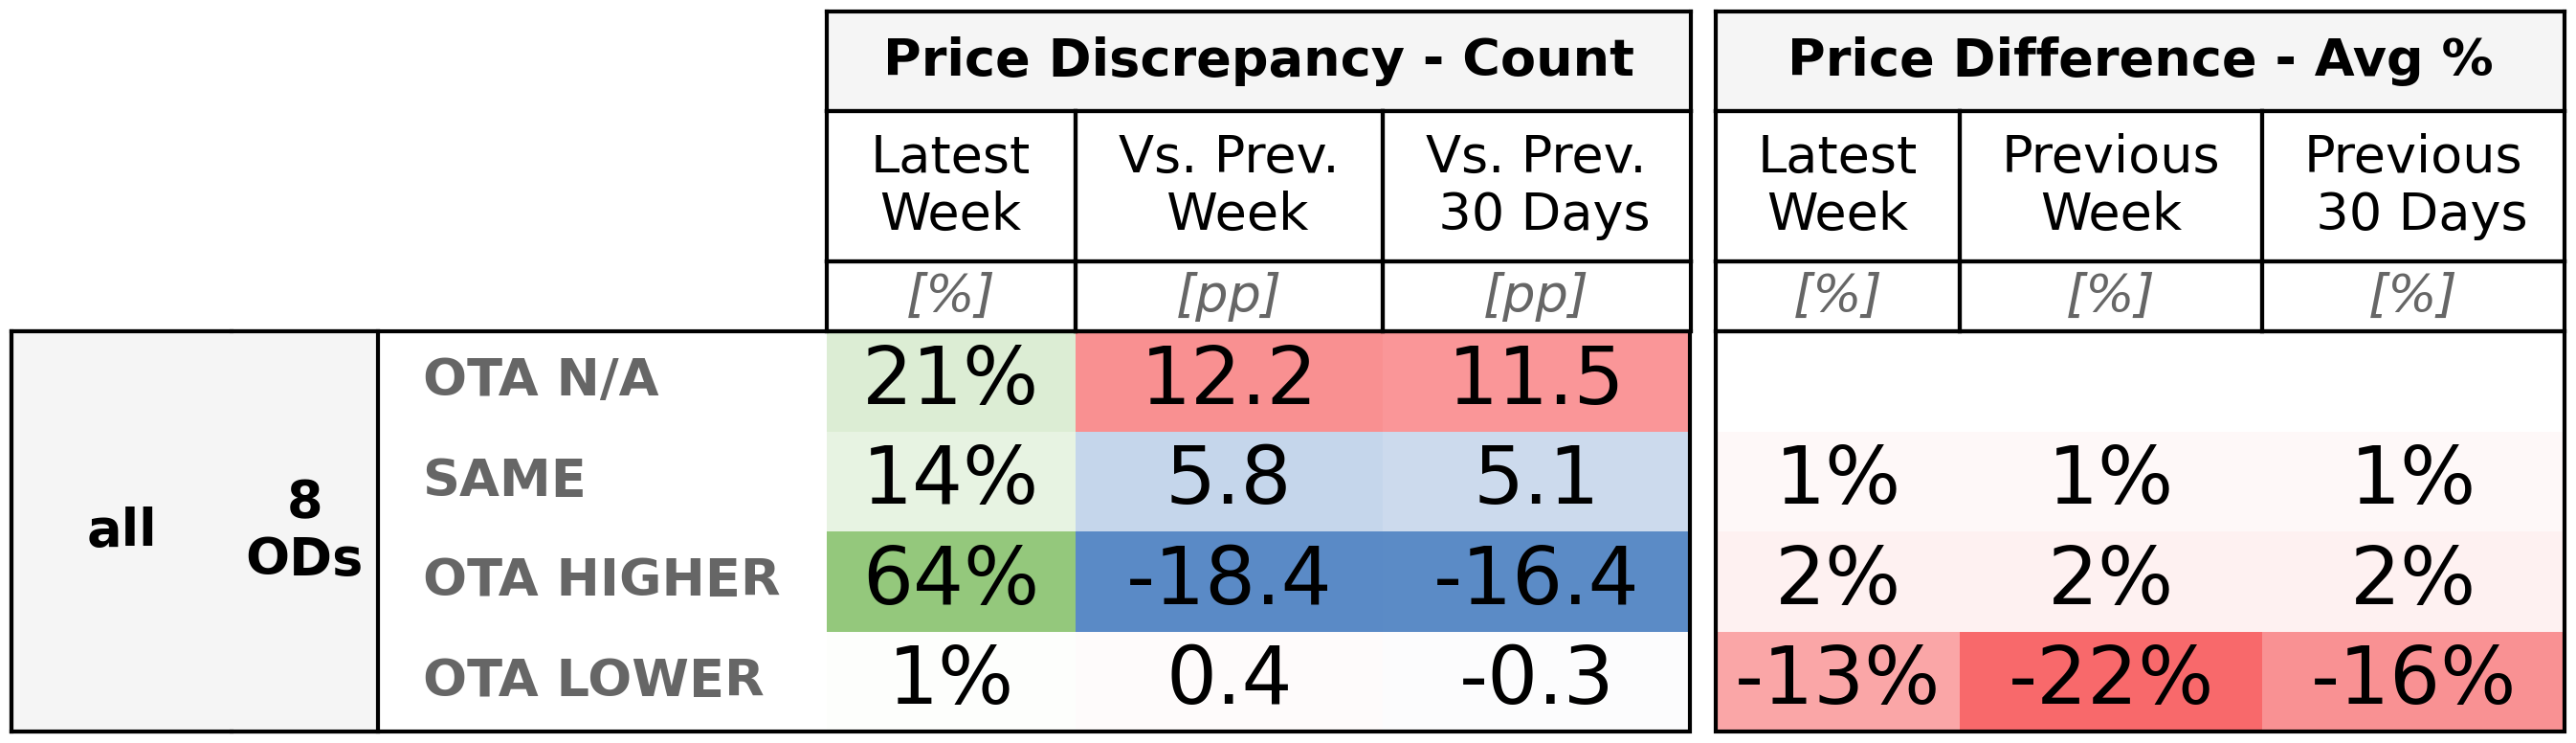 Price Discrepancy - Count
Price Difference - Avg %
Latest Week
Vs. Prev. Week
Vs. Prev. 30 Days
Latest Week
Previous Week
Previous 30 Days
[%] [pp] [pp] [%] [%] [%]
all
8 ODs
OTA N/A 21% 12.2 11.5
SAME 14% 5.8 5.1 1% 1% 1%
OTA HIGHER 64% -18.4 -16.4 2% 2% 2%
OTA LOWER 1% 0.4 -0.3 -13% -22% -16%